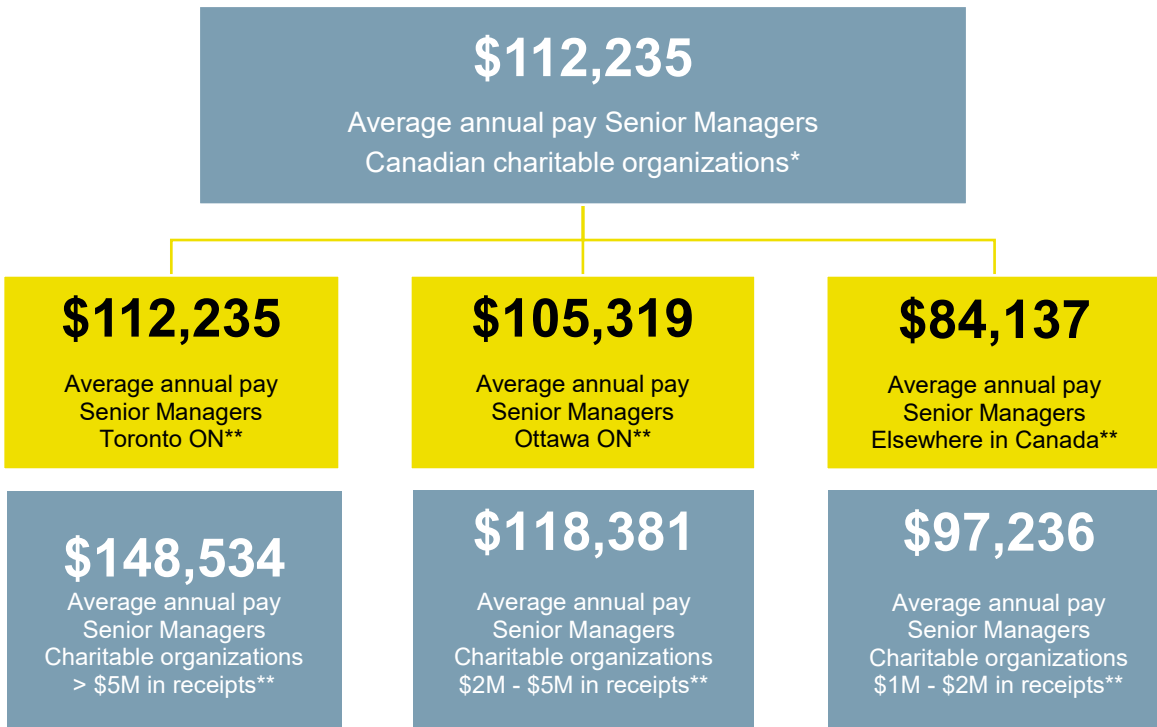 $112,235
Average annual pay Senior Managers
Canadian charitable organizations*
$112,235
Average annual pay
Senior Managers
Toronto ON**
$105,319
Average annual pay
Senior Managers
Ottawa ON**
$84,137
Average annual pay
Senior Managers
Elsewhere in Canada**
$148,534
Average annual pay
Senior Managers
Charitable organizations
> $5M in receipts**
$118,381
Average annual pay
Senior Managers
Charitable organizations
$2M - $5M in receipts**
$97,236
Average annual pay
Senior Managers
Charitable organizations
$1M - $2M in receipts**